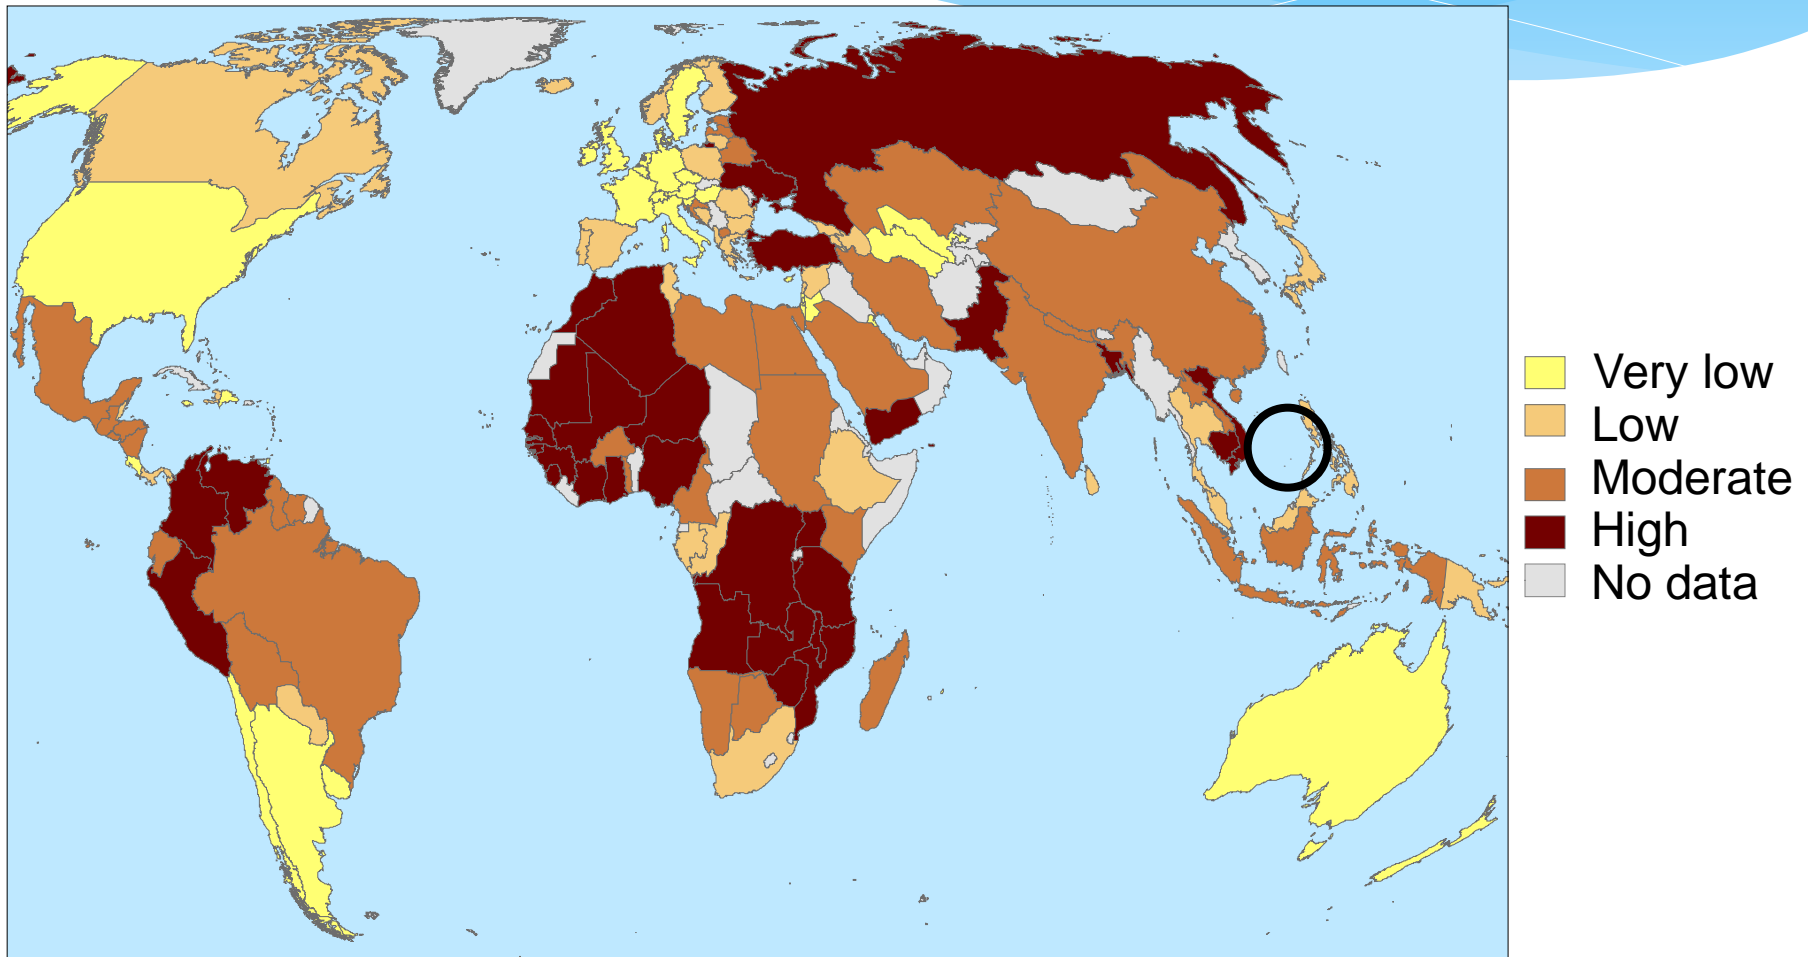 Very low
Low
Moderate
High
No data